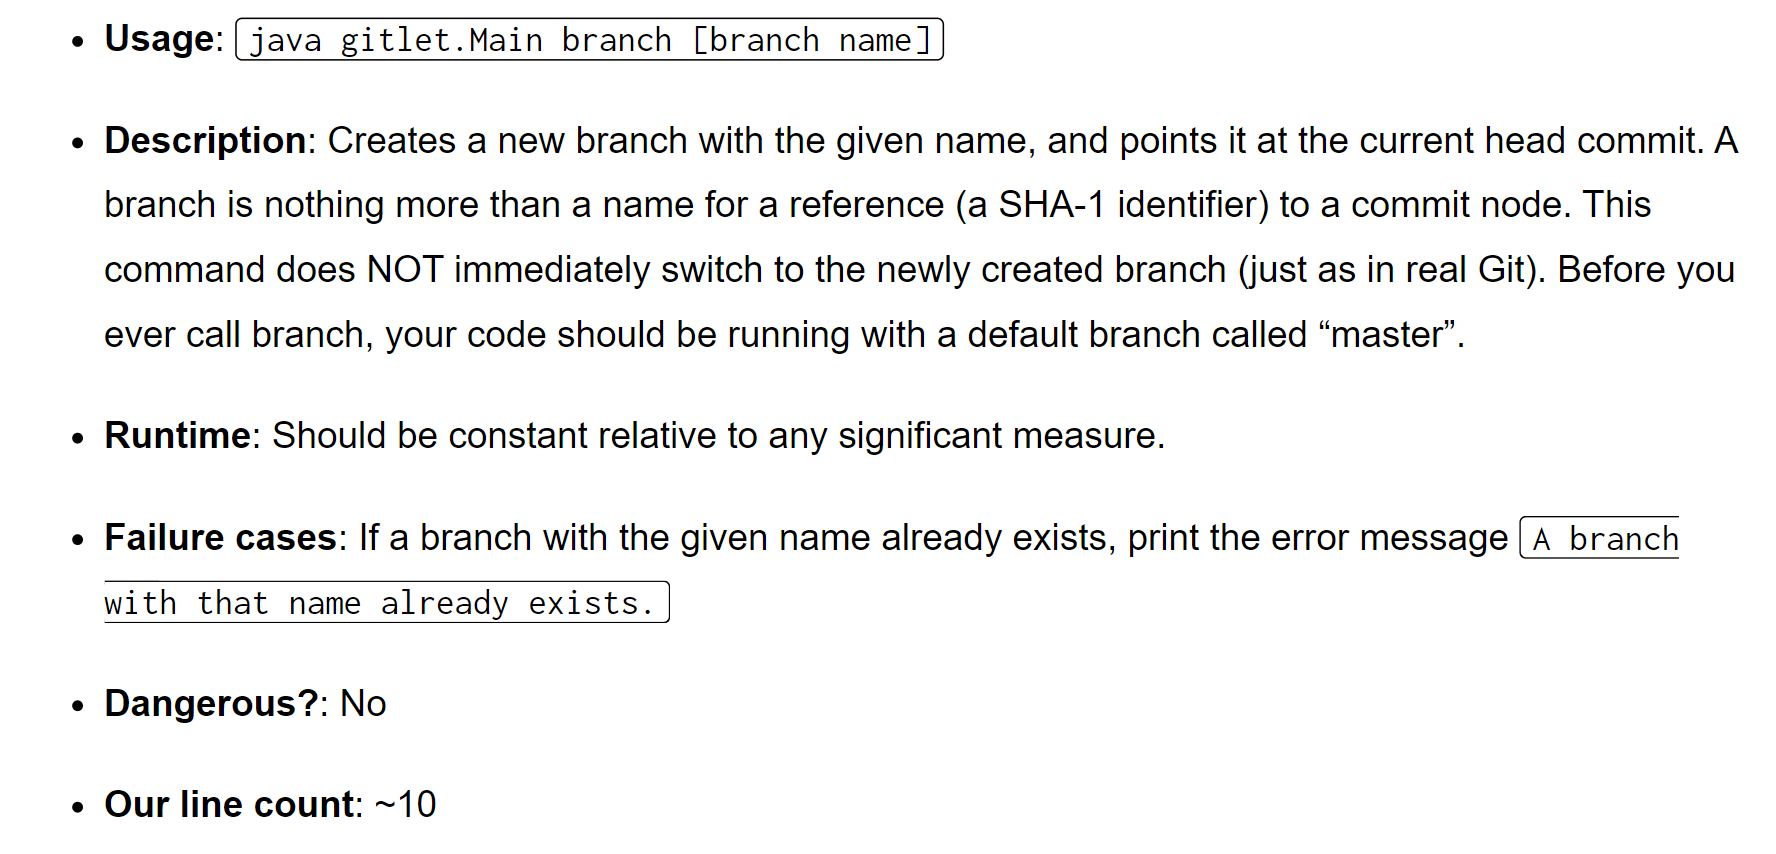 • Usage: java gitlet.Main branch [branch name]
• Description: Creates a new branch with the given name, and points it at the current head commit. A
branch is nothing more than a name for a reference (a SHA-1 identifier) to a commit node. This
command does NOT immediately switch to the newly created branch (just as in real Git). Before you
ever call branch, your code should be running with a default branch called “master”.
• Runtime: Should be constant relative to any significant measure.
• Failure cases: If a branch with the given name already exists, print the error message A branch
with that name already exists.
• Dangerous?: No
• Our line count: ~10